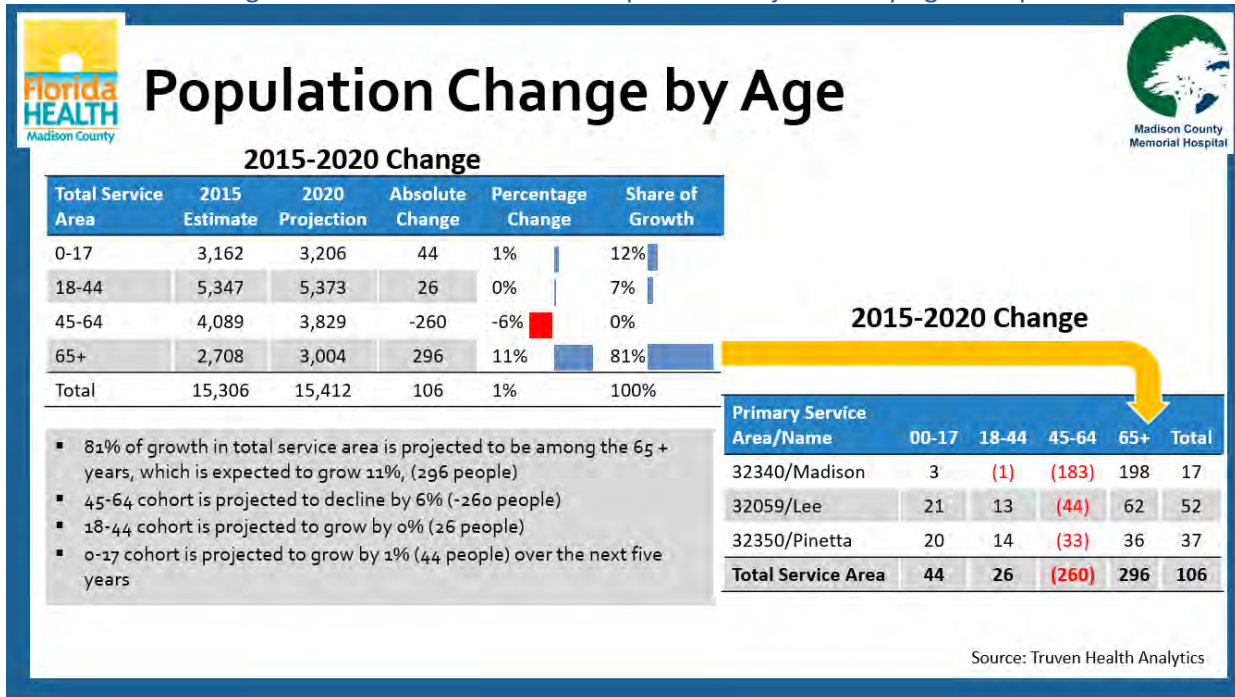 Florida
HEALTH
Madison County
Population Change by Age
Madison County
Memorial Hospital
2015-2020 Change
Total Service Area 2015 Estimate 2020 Projection Absolute Change Percentage Change Share of Growth
0-17 3,162 3,206 44 1% 12%
18-44 5,347 5,373 26 0% 7%
45-64 4,089 3,829 -260 -6% 0%
65+ 2,708 3,004 296 11% 81%
Total 15,306 15,412 106 1% 100%
▪ 81% of growth in total service area is projected to be among the 65 +
years, which is expected to grow 11%, (296 people)
▪ 45-64 cohort is projected to decline by 6% (-260 people)
▪ 18-44 cohort is projected to grow by 0% (26 people)
▪ 0-17 cohort is projected to grow by 1% (44 people) over the next five
years
2015-2020 Change
Primary Service
Area/Name 00-17 18-44 45-64 65+ Total
32340/Madison 3 (1) (183) 198 17
32059/Lee 21 13 (44) 62 52
32350/Pinetta 20 14 (33) 36 37
Total Service Area 44 26 (260) 296 106
Source: Truven Health Analytics